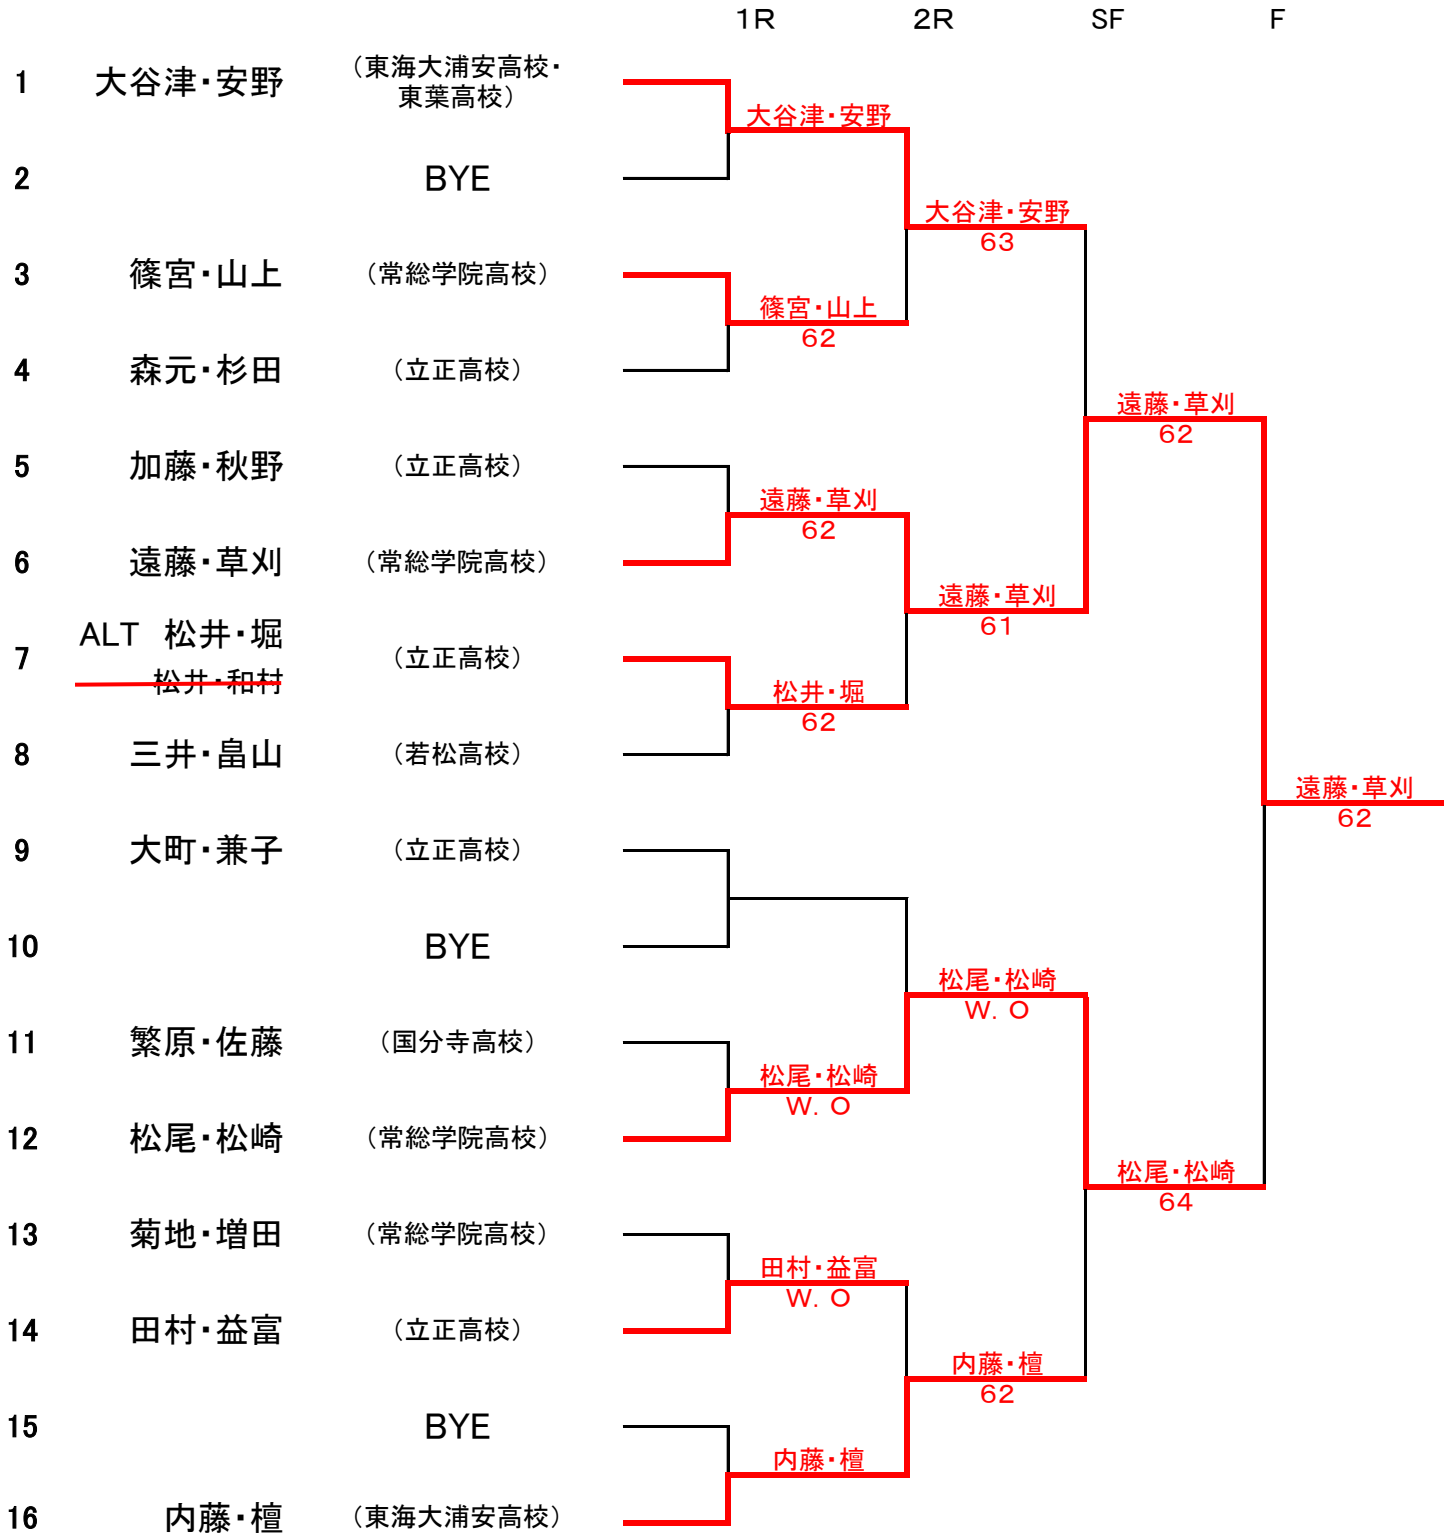 1R 2R SF F
1 大谷津・安野 （東海大浦安高校・
東葉高校）
大谷津・安野
2 BYE
大谷津・安野
63
3 篠宮・山上 （常総学院高校）
篠宮・山上
62
4 森元・杉田 （立正高校）
遠藤・草刈
62
5 加藤・秋野 （立正高校）
遠藤・草刈
62
6 遠藤・草刈 （常総学院高校）
遠藤・草刈
61
ALT 松井・堀
7 （立正高校）
松井・和村
松井・堀
62
8 三井・畠山 （若松高校）
遠藤・草刈
62
9 大町・兼子 （立正高校）
10 BYE
松尾・松崎
W．O
11 繁原・佐藤 （国分寺高校）
松尾・松崎
W．O
12 松尾・松崎 （常総学院高校）
松尾・松崎
64
13 菊地・増田 （常総学院高校）
田村・益富
W．O
14 田村・益富 （立正高校）
内藤・檀
62
15 BYE
内藤・檀
16 内藤・檀 （東海大浦安高校）